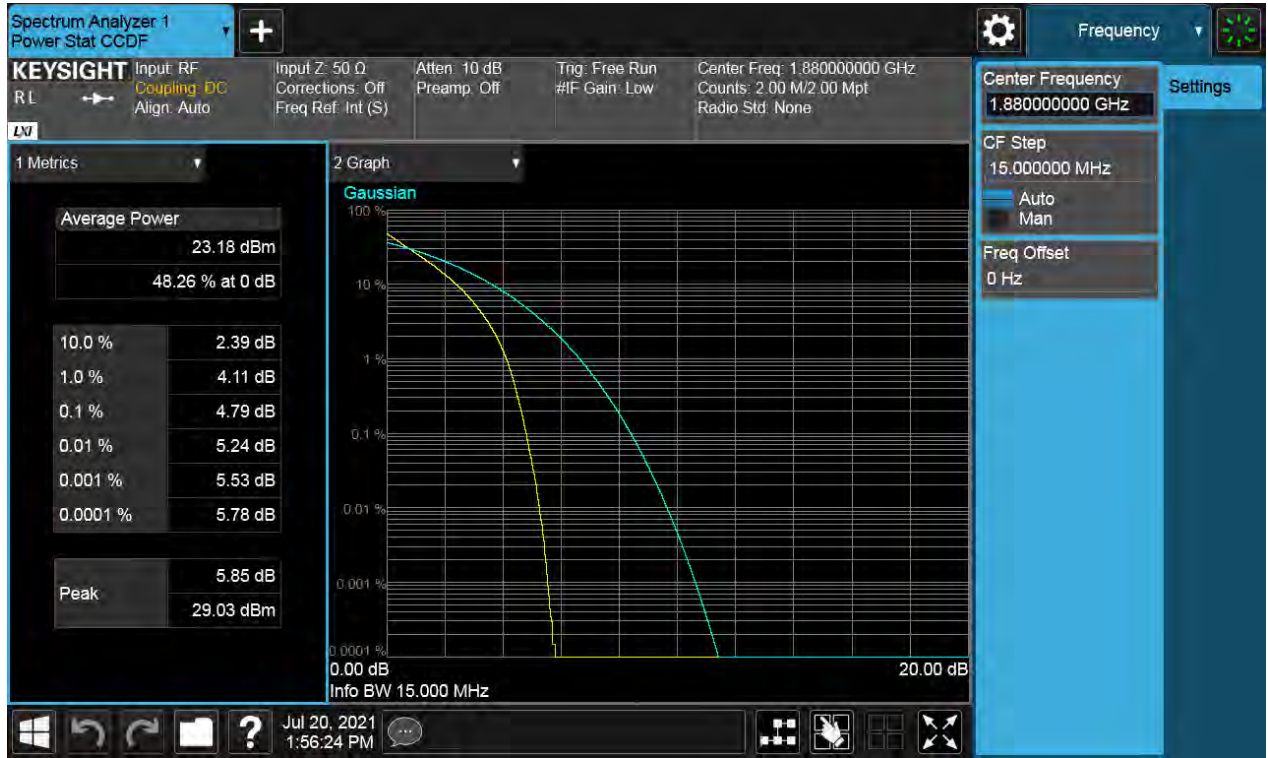 Spectrum Analyzer 1
Power Stat CCDF
+
Frequency
KEYSIGHT
RL
LXI
Input: RF
Coupling: DC
Align: Auto
Input Z: 50 Ω
Corrections: Off
Freq Ref: Int (S)
Atten: 10 dB
Preamp: Off
Trig: Free Run
#IF Gain: Low
Center Freq: 1.880000000 GHz
Counts: 2.00 M/2.00 Mpt
Radio Std: None
Center Frequency
1.880000000 GHz
Settings
CF Step
15.000000 MHz
Auto
Man
Freq Offset
0 Hz
1 Metrics
Average Power
23.18 dBm
48.26 % at 0 dB
10.0 % 2.39 dB
1.0 % 4.11 dB
0.1 % 4.79 dB
0.01 % 5.24 dB
0.001 % 5.53 dB
0.0001 % 5.78 dB
Peak
5.85 dB
29.03 dBm
2 Graph
Gaussian
100 %
10 %
1 %
0.1 %
0.01 %
0.001 %
0.0001 %
0.00 dB 20.00 dB
Info BW 15.000 MHz
?
Jul 20, 2021
1:56:24 PM